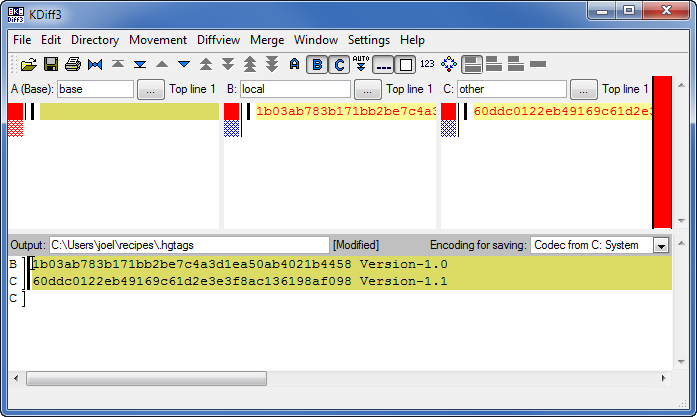 KDiff3
File Edit Directory Movement Diffview Merge Window Settings Help
A B C AUTO 123
A (Base): base ... Top line 1 B: local ... Top line 1 C: other ... Top line 1
1b03ab783b171bb2be7c4a3 60ddc0122eb49169c61d2e3
Output: C:\Users\joel\recipes\.hgtags [Modified] Encoding for saving: Codec from C: System
B 1b03ab783b171bb2be7c4a3d1ea50ab4021b4458 Version-1.0
C 60ddc0122eb49169c61d2e3e3f8ac136198af098 Version-1.1
C